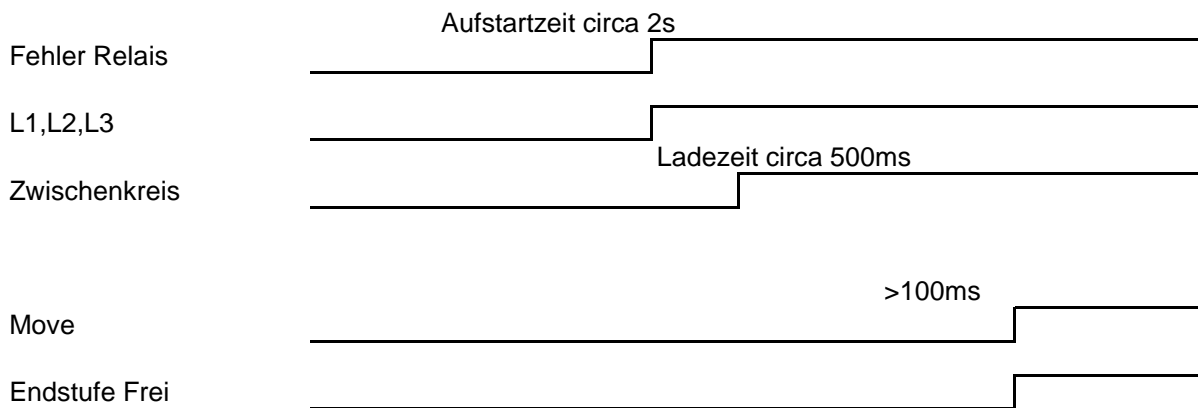 Aufstartzeit circa 2s
Fehler Relais
L1,L2,L3
Ladezeit circa 500ms
Zwischenkreis
>100ms
Move
Endstufe Frei